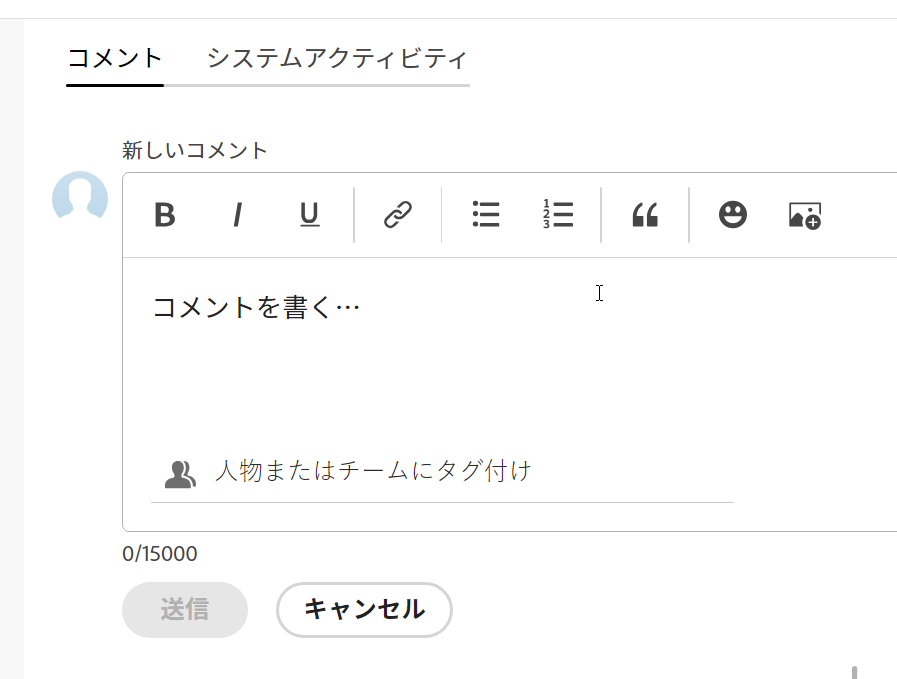 コメント システムアクティビティ
新しいコメント
B I U
コメントを書く…
人物またはチームにタグ付け
0/15000
送信 キャンセル